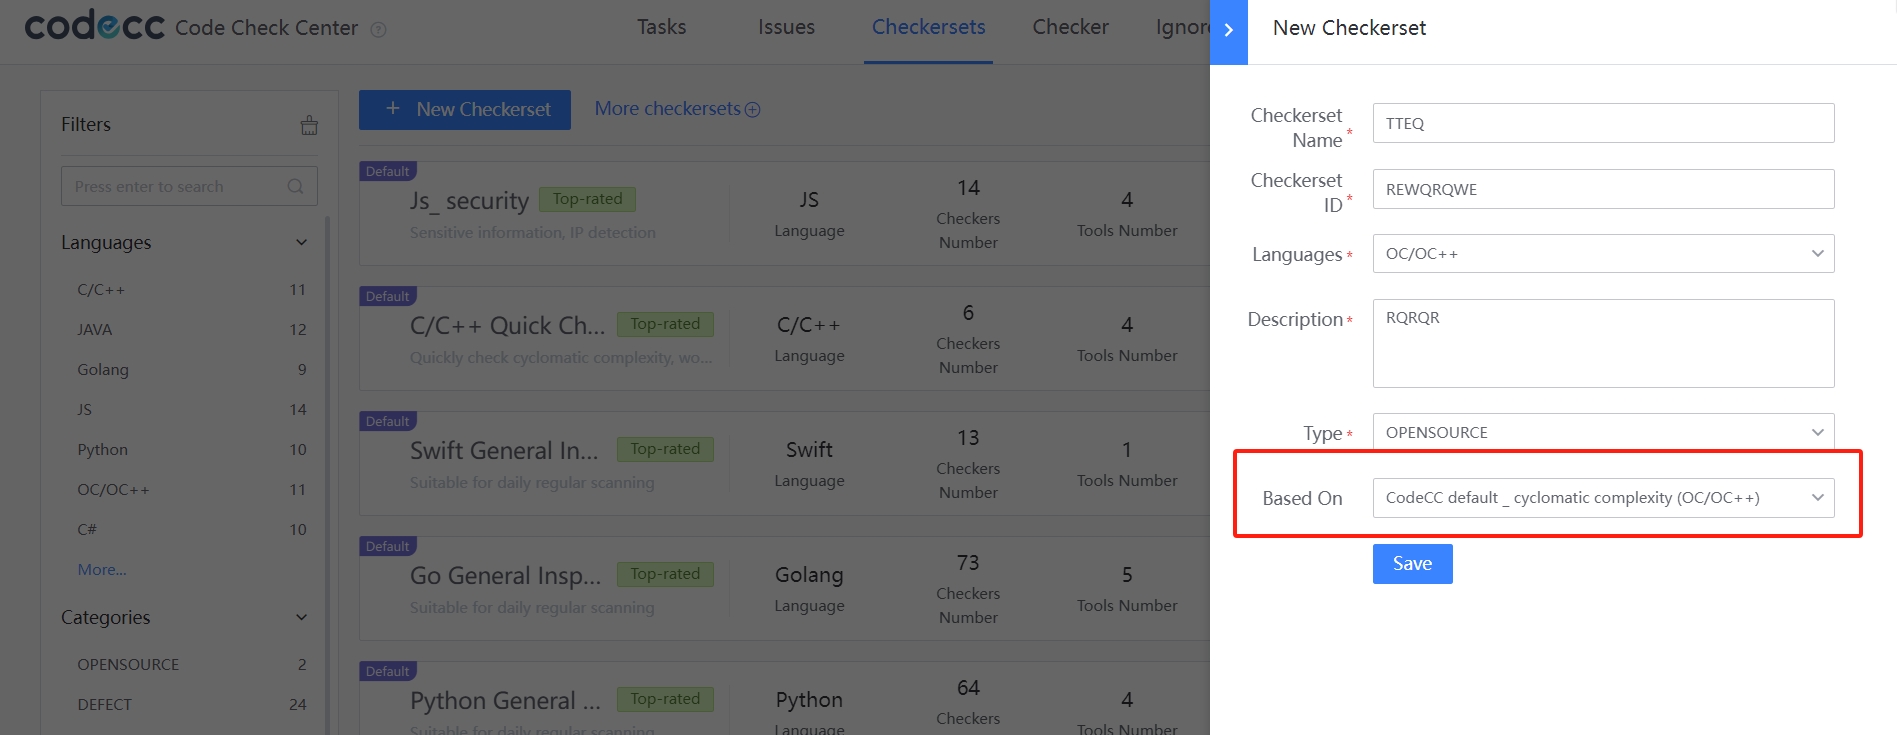 codecc Code Check Center
Tasks
Issues
Checkersets
Checker
Filters
Press enter to search
Languages
C/C++ 11
JAVA 12
Golang 9
JS 14
Python 10
OC/OC++ 11
C# 10
More...
Categories
OPENSOURCE 2
DEFECT 24
+ New Checkerset
More checkersets
Default
Js_ security Top-rated
Sensitive information, IP detection
JS
Language
14
Checkers
Number
4
Tools Number
Default
C/C++ Quick Ch... Top-rated
Quickly check cyclomatic complexity, wo...
C/C++
Language
6
Checkers
Number
4
Tools Number
Default
Swift General In... Top-rated
Suitable for daily regular scanning
Swift
Language
13
Checkers
Number
1
Tools Number
Default
Go General Insp... Top-rated
Suitable for daily regular scanning
Golang
Language
73
Checkers
Number
5
Tools Number
Default
Python General ... Top-rated
Suitable for daily regular scanning
Python
Language
64
Checkers
4
Tools Number
New Checkerset
Checkerset
Name *
TTEQ
Checkerset
ID *
REWQRQWE
Languages *
OC/OC++
Description *
RQRQR
Type *
OPENSOURCE
Based On
CodeCC default _ cyclomatic complexity (OC/OC++)
Save